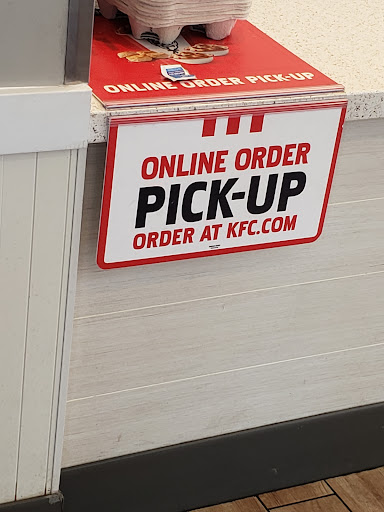 ONLINE ORDER PICK-UP
ONLINE ORDER
PICK-UP
ORDER AT KFC.COM